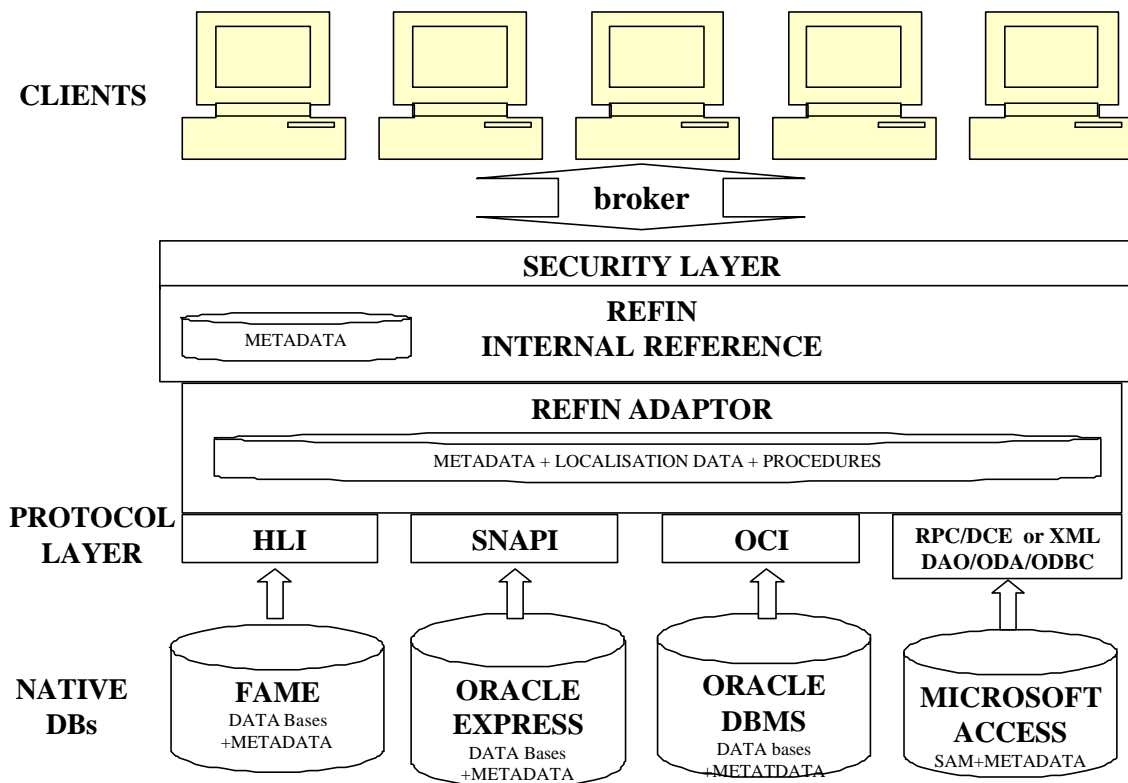 CLIENTS
broker
SECURITY LAYER
REFIN
INTERNAL REFERENCE
METADATA
REFIN ADAPTOR
METADATA + LOCALISATION DATA + PROCEDURES
PROTOCOL
LAYER
HLI
SNAPI
OCI
RPC/DCE or XML
DAO/ODA/ODBC
NATIVE
DBs
FAME
DATA Bases
+METADATA
ORACLE
EXPRESS
DATA Bases
+METADATA
ORACLE
DBMS
DATA bases
+METATDATA
MICROSOFT
ACCESS
SAM+METADATA